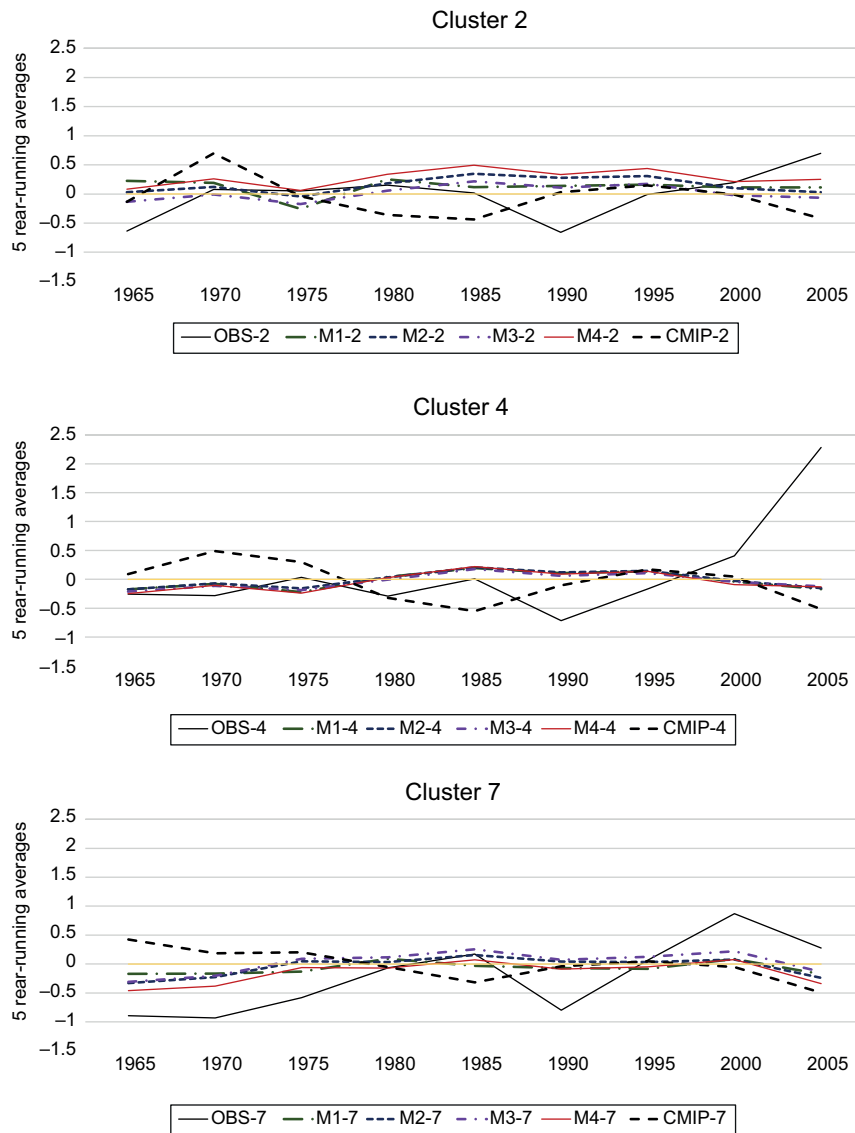 Cluster 2
5 rear-running averages
2.5
2
1.5
1
0.5
0
−0.5
−1
−1.5
1965 1970 1975 1980 1985 1990 1995 2000 2005
OBS-2 M1-2 M2-2 M3-2 M4-2 CMIP-2
Cluster 4
5 rear-running averages
2.5
2
1.5
1
0.5
0
−0.5
−1
−1.5
1965 1970 1975 1980 1985 1990 1995 2000 2005
OBS-4 M1-4 M2-4 M3-4 M4-4 CMIP-4
Cluster 7
5 rear-running averages
2.5
2
1.5
1
0.5
0
−0.5
−1
−1.5
1965 1970 1975 1980 1985 1990 1995 2000 2005
OBS-7 M1-7 M2-7 M3-7 M4-7 CMIP-7